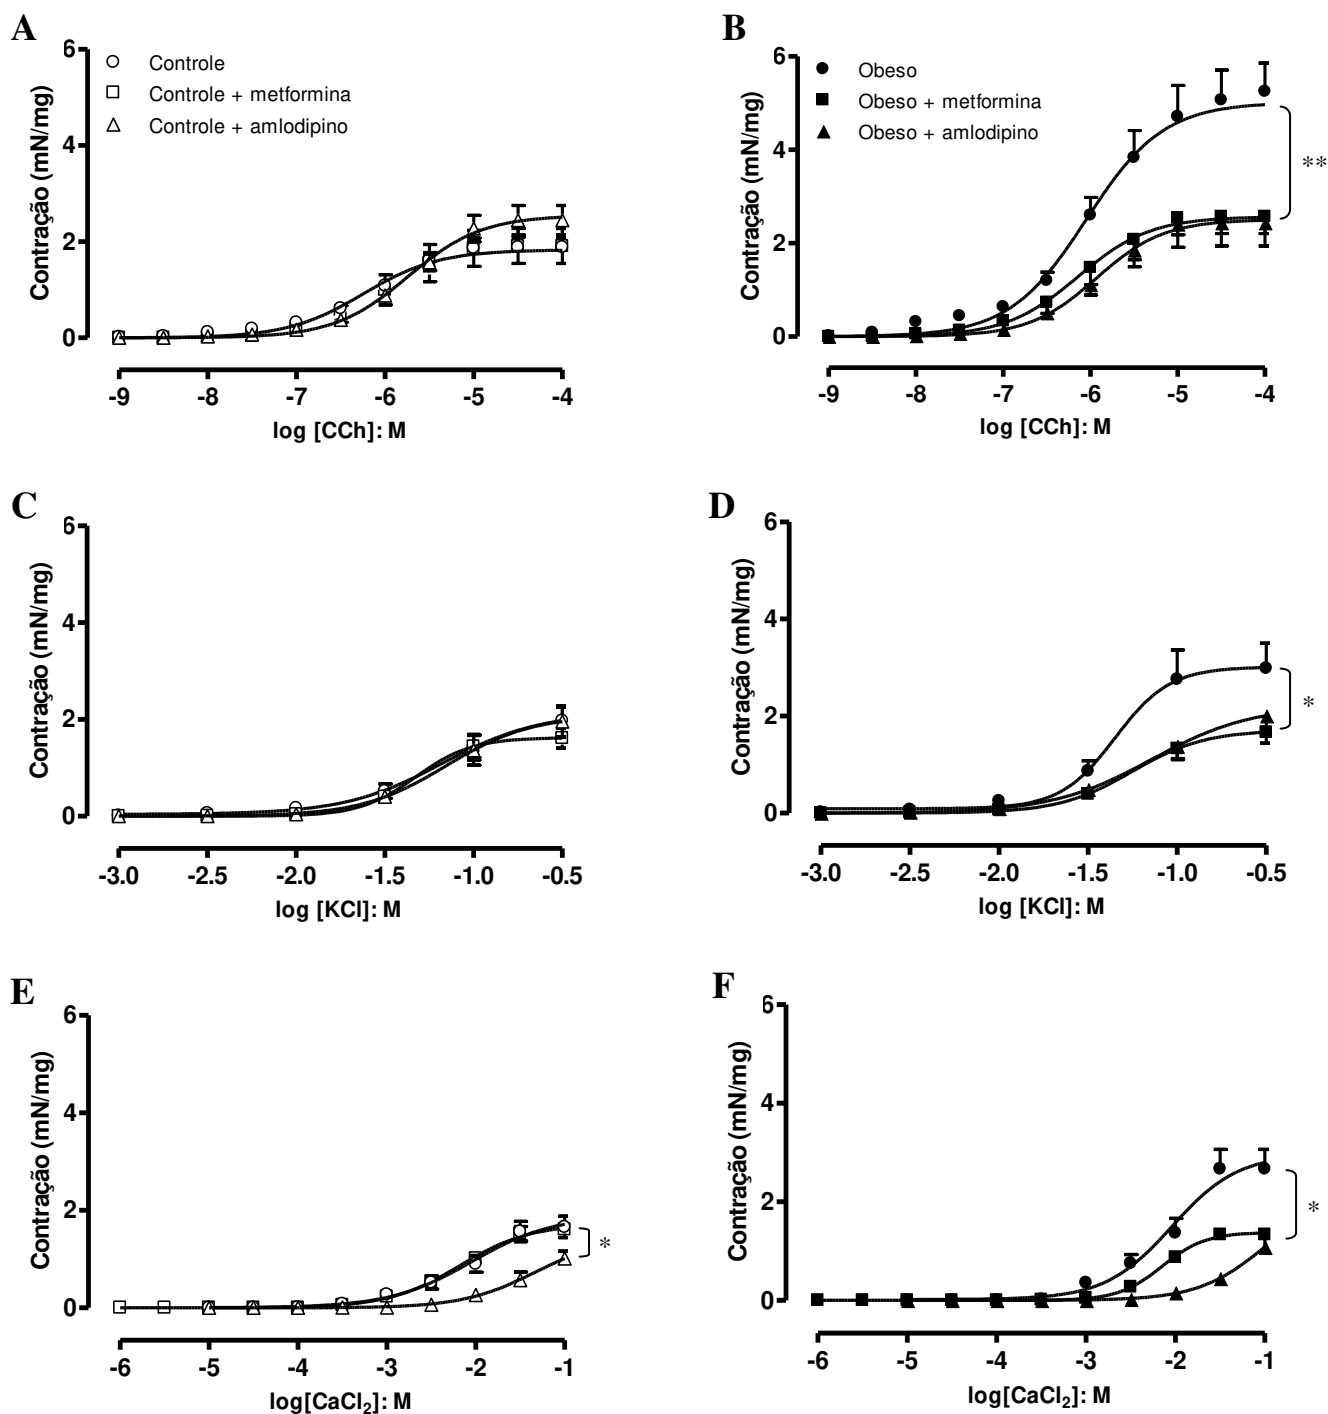 A
Contração (mN/mg)
6
4
2
0
Controle
Controle + metformina
Controle + amlodipino
-9 -8 -7 -6 -5 -4
log [CCh]: M
B
Contração (mN/mg)
6
4
2
0
Obeso
Obeso + metformina
Obeso + amlodipino
**
-9 -8 -7 -6 -5 -4
log [CCh]: M
C
Contração (mN/mg)
6
4
2
0
-3.0 -2.5 -2.0 -1.5 -1.0 -0.5
log [KCl]: M
D
Contração (mN/mg)
6
4
2
0
*
-3.0 -2.5 -2.0 -1.5 -1.0 -0.5
log [KCl]: M
E
Contração (mN/mg)
6
4
2
0
*
-6 -5 -4 -3 -2 -1
log[CaCl₂]: M
F
Contração (mN/mg)
6
4
2
0
*
-6 -5 -4 -3 -2 -1
log[CaCl₂]: M